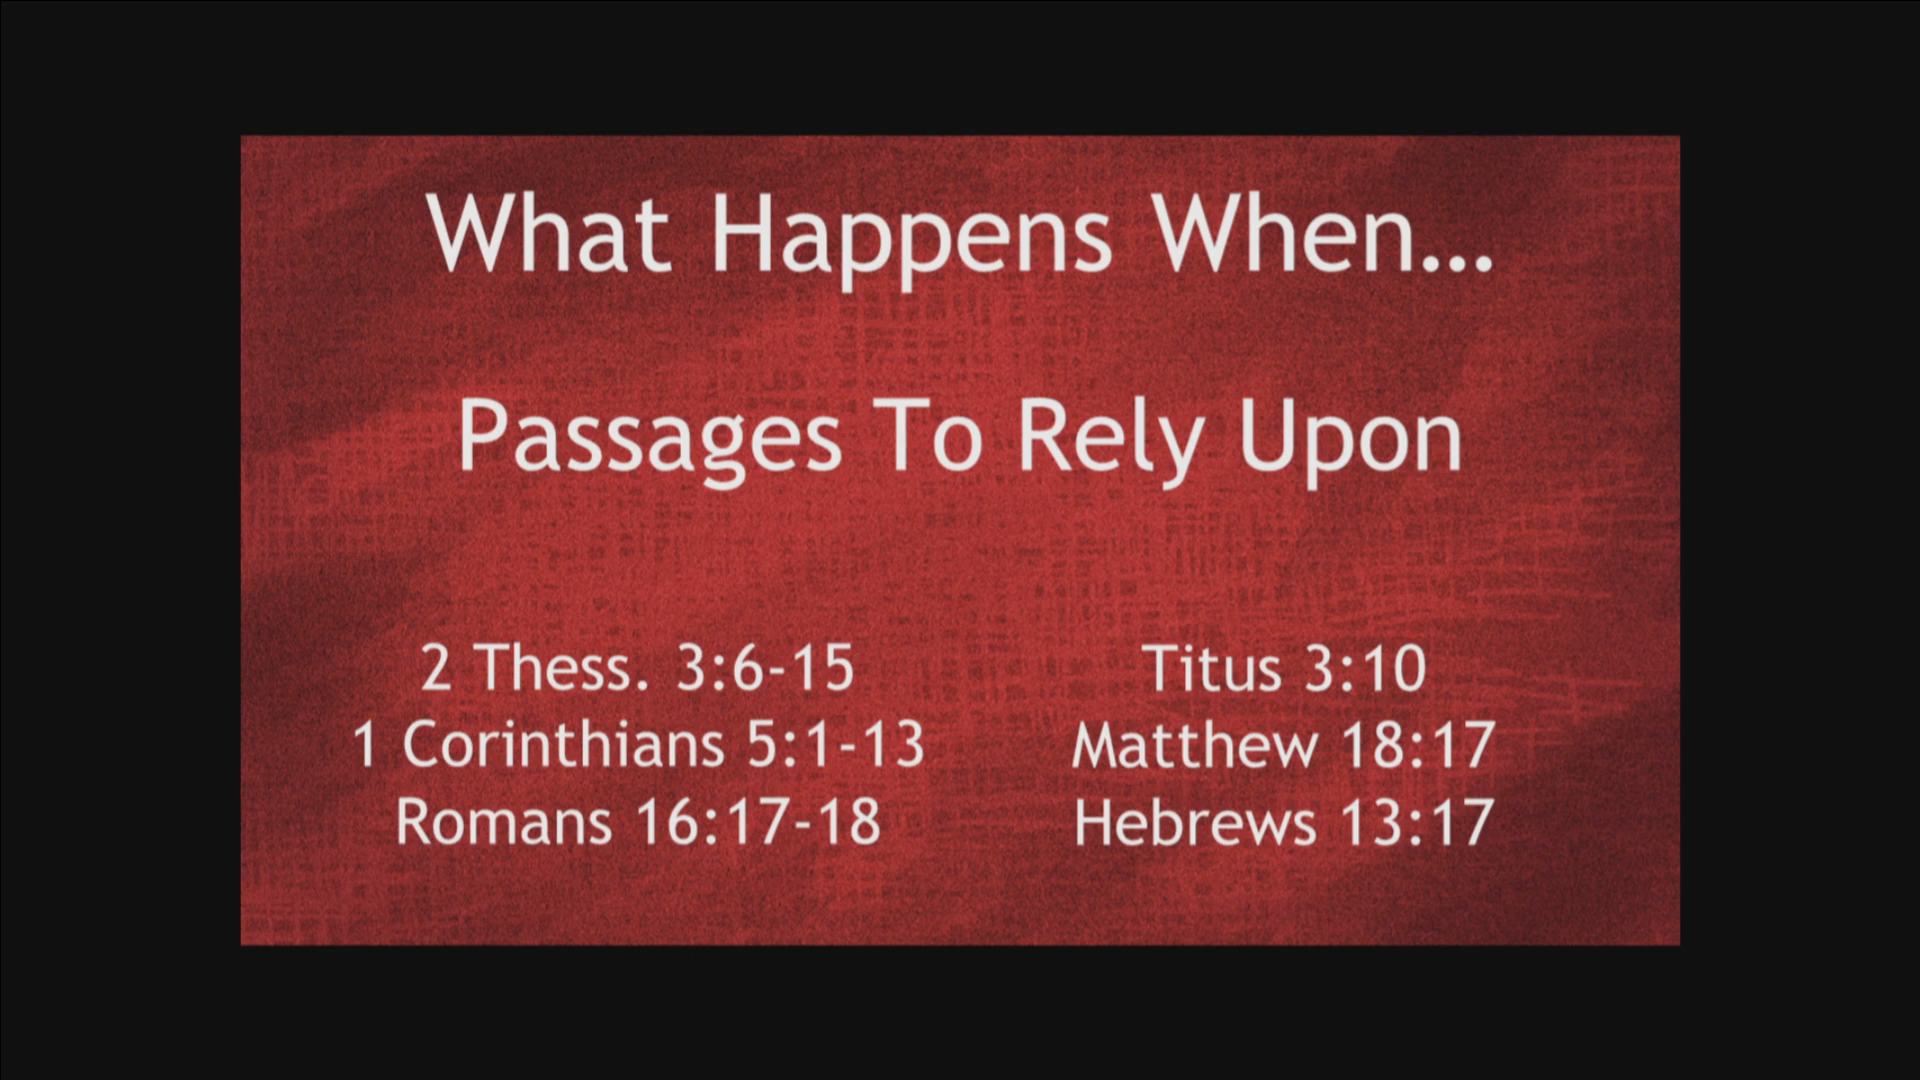 What Happens When...
Passages To Rely Upon
2 Thess. 3:6-15
1 Corinthians 5:1-13
Romans 16:17-18
Titus 3:10
Matthew 18:17
Hebrews 13:17